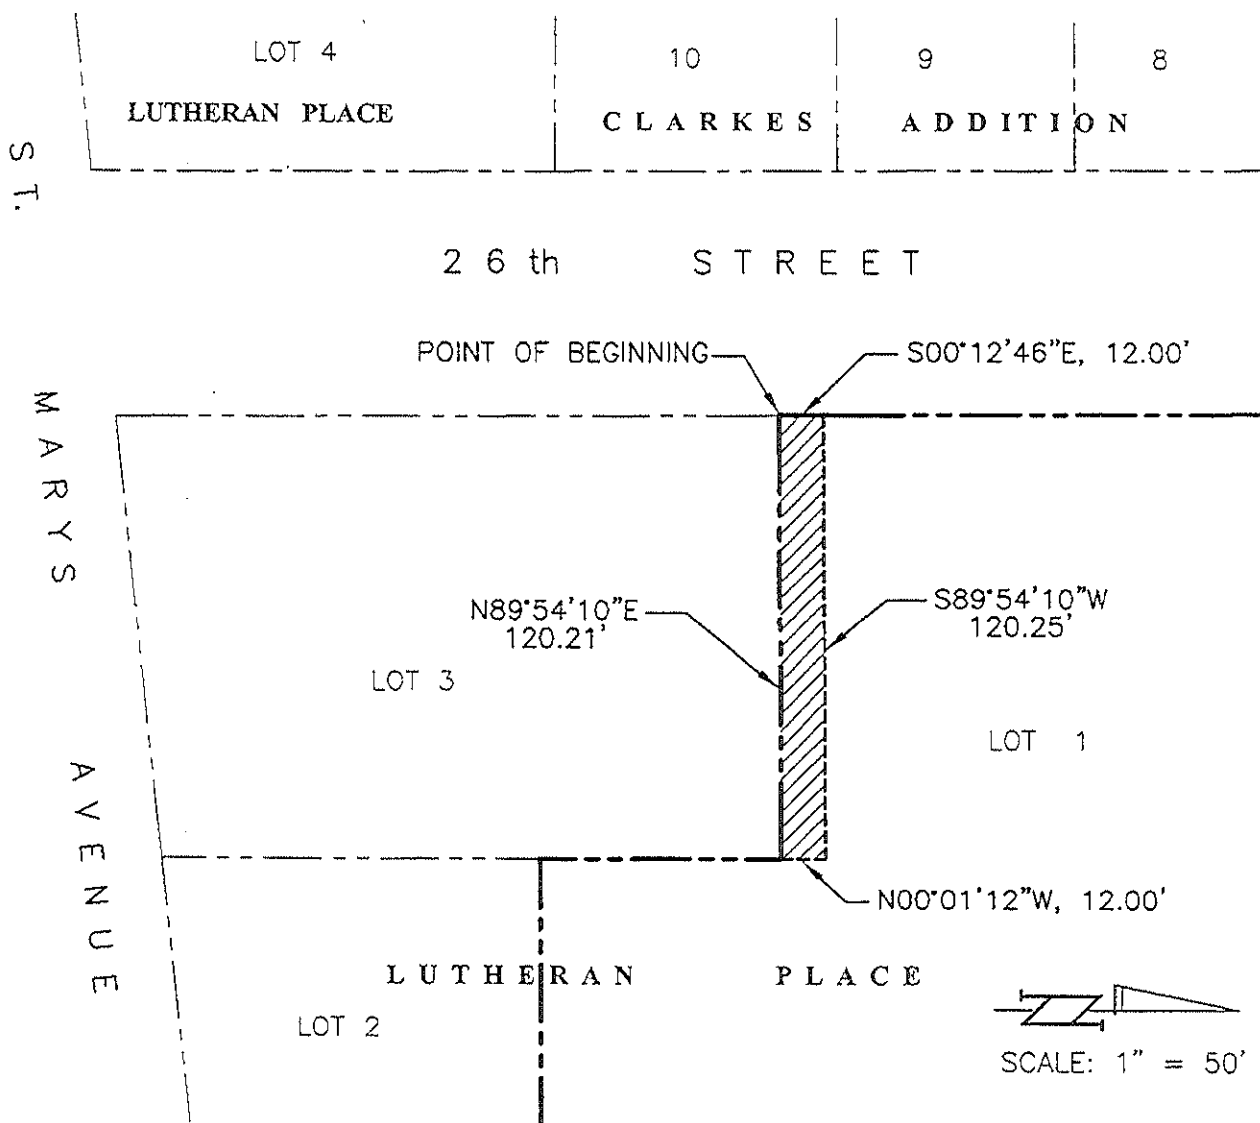 LOT 4
10
9
8
LUTHERAN PLACE
CLARKES ADDITION
ST.
26th STREET
POINT OF BEGINNING
S00°12'46"E, 12.00'
MARYS
N89°54'10"E
120.21'
S89°54'10"W
120.25'
LOT 3
LOT 1
AVENUE
N00°01'12"W, 12.00'
LUTHERAN PLACE
LOT 2
SCALE: 1" = 50'